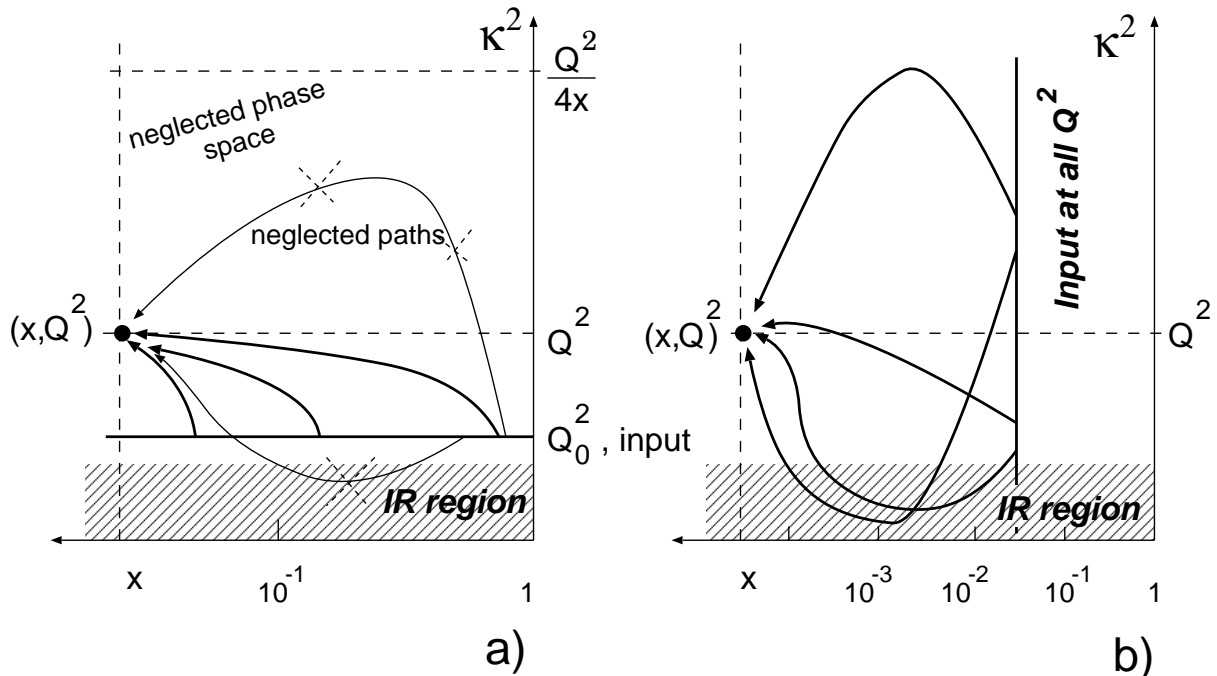 κ²
Q²
4x
neglected phase
space
neglected paths
(x,Q²)
Q²
Q₀² , input
IR region
x
10⁻¹
1
a)
κ²
Input at all Q²
(x,Q)²
Q²
IR region
x
10⁻³
10⁻²
10⁻¹
1
b)